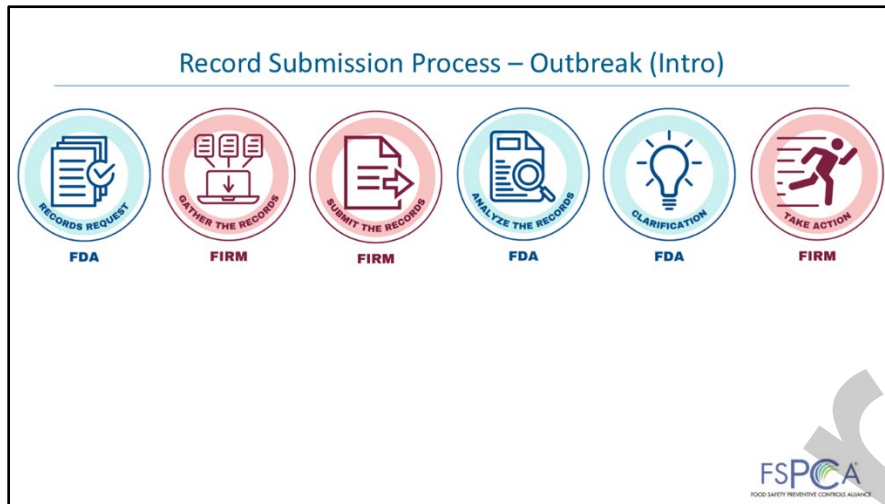 Record Submission Process – Outbreak (Intro)
RECORDS REQUEST
FDA
GATHER THE RECORDS
FIRM
SUBMIT THE RECORDS
FIRM
ANALYZE THE RECORDS
FDA
CLARIFICATION
FDA
TAKE ACTION
FIRM
FSPCA
FOOD SAFETY PREVENTIVE CONTROLS ALLIANCE